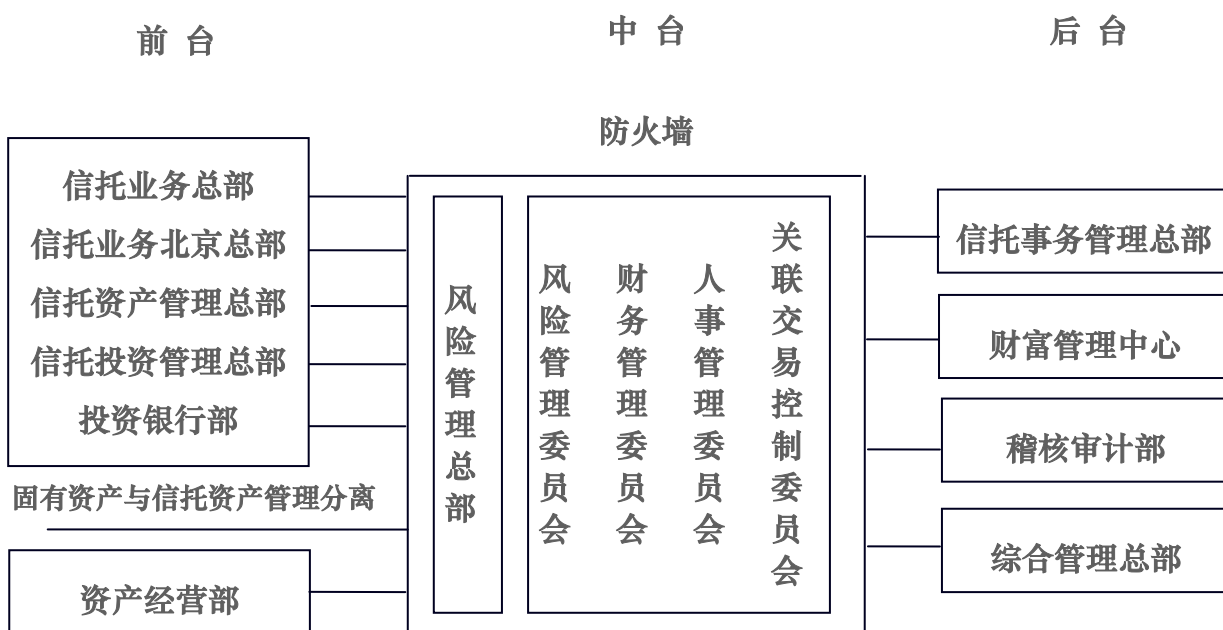 前 台
中 台
后 台
防火墙
信托业务总部
信托业务北京总部
信托资产管理总部
信托投资管理总部
投资银行部
固有资产与信托资产管理分离
资产经营部
风险管理总部
风险管理委员会
财务管理委员会
人事管理委员会
关联交易控制委员会
信托事务管理总部
财富管理中心
稽核审计部
综合管理总部